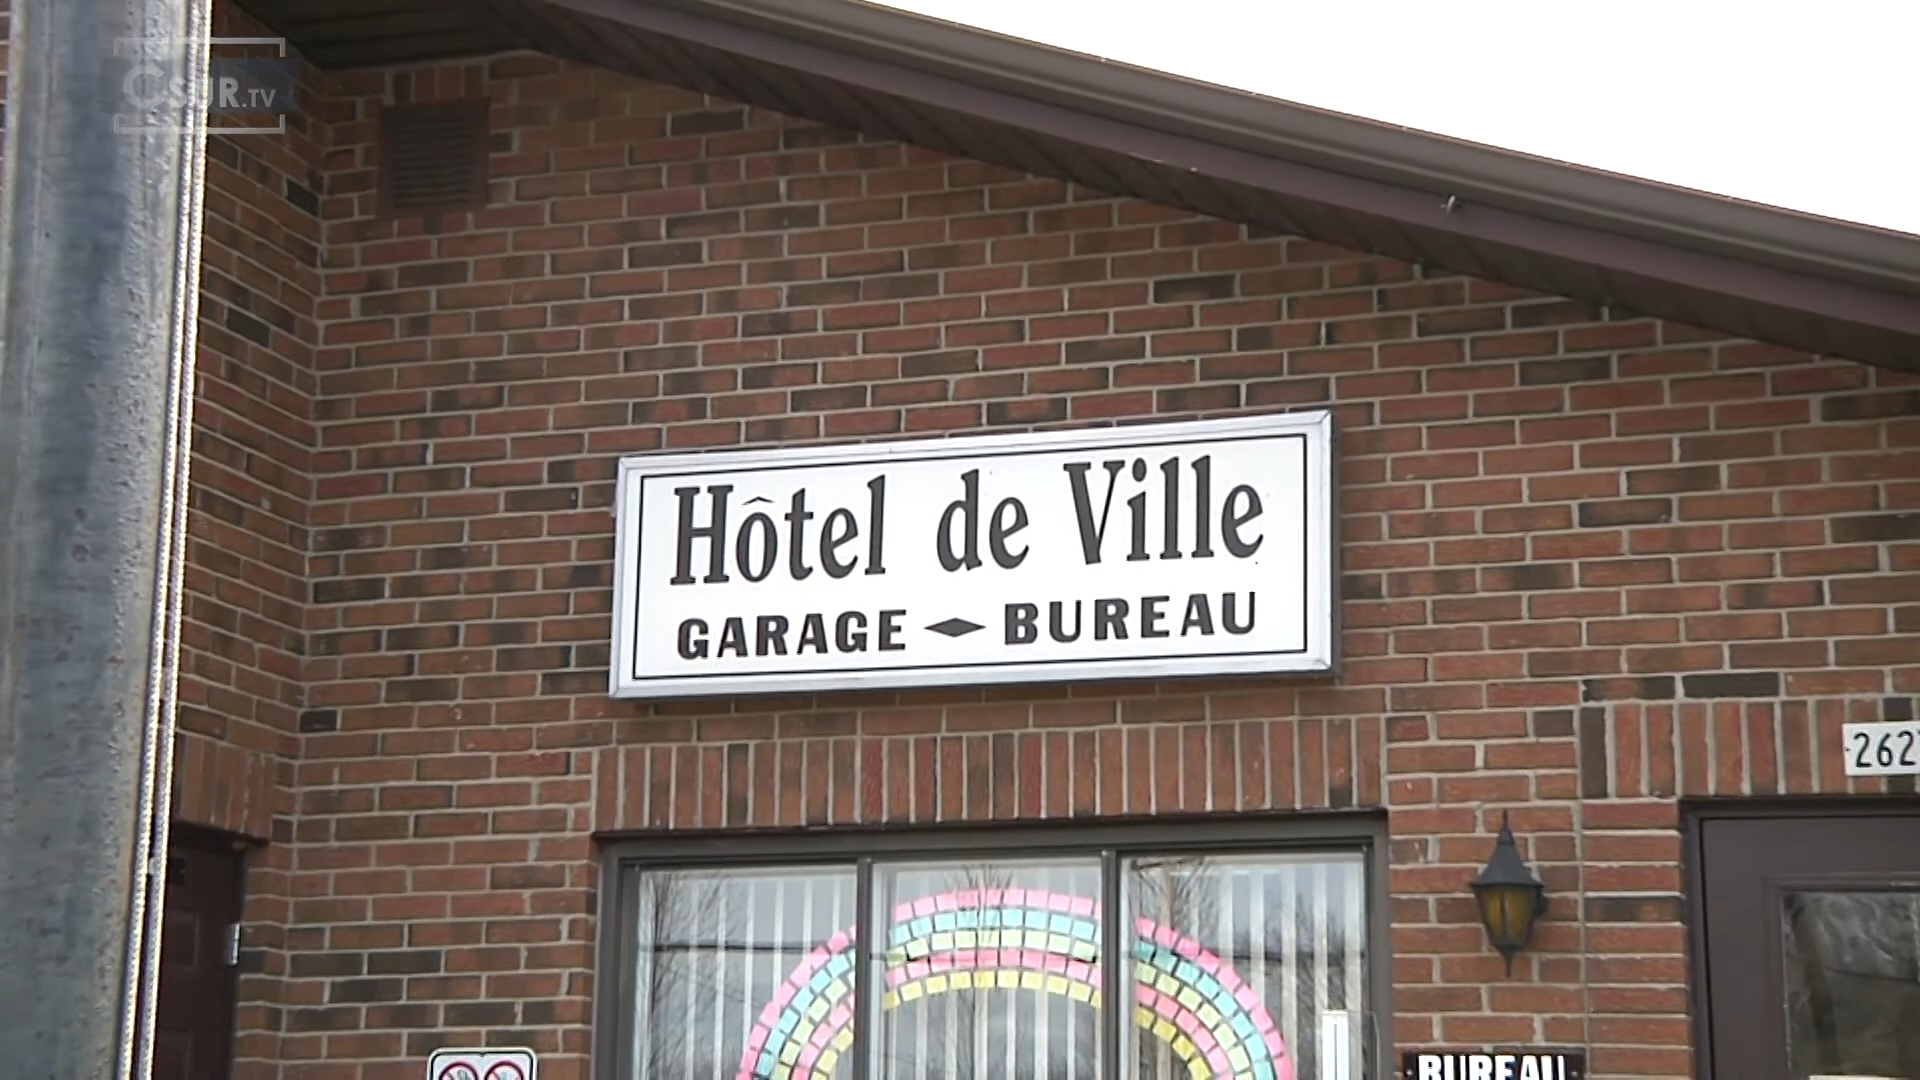 CSUR.TV
Hôtel de Ville
GARAGE BUREAU
262
BUREAU